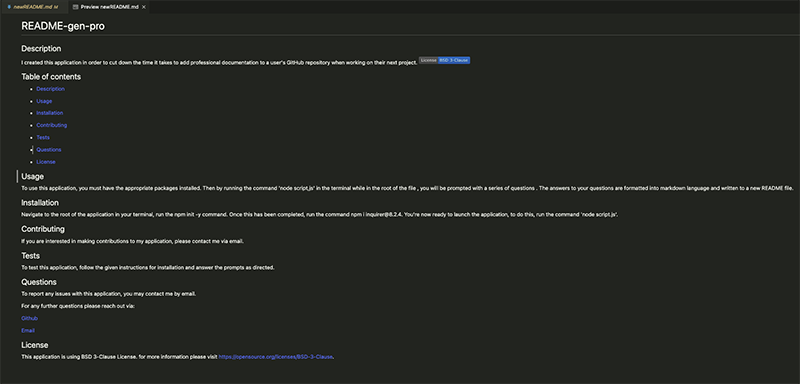 newREADME.md M
Preview newREADME.md
README-gen-pro
Description
I created this application in order to cut down the time it takes to add professional documentation to a user's GitHub repository when working on their next project. License BSD 3-Clause
Table of contents
Description
Usage
Installation
Contributing
Tests
Questions
License
Usage
To use this application, you must have the appropriate packages installed. Then by running the command 'node script.js' in the terminal while in the root of the file , you will be prompted with a series of questions . The answers to your questions are formatted into markdown language and written to a new README file.
Installation
Navigate to the root of the application in your terminal, run the npm init -y command. Once this has been completed, run the command npm i inquirer@8.2.4. You're now ready to launch the application, to do this, run the command 'node script.js'.
Contributing
If you are interested in making contributions to my application, please contact me via email.
Tests
To test this application, follow the given instructions for installation and answer the prompts as directed.
Questions
To report any issues with this application, you may contact me by email.
For any further questions please reach out via:
Github
Email
License
This application is using BSD 3-Clause License. for more information please visit https://opensource.org/licenses/BSD-3-Clause.